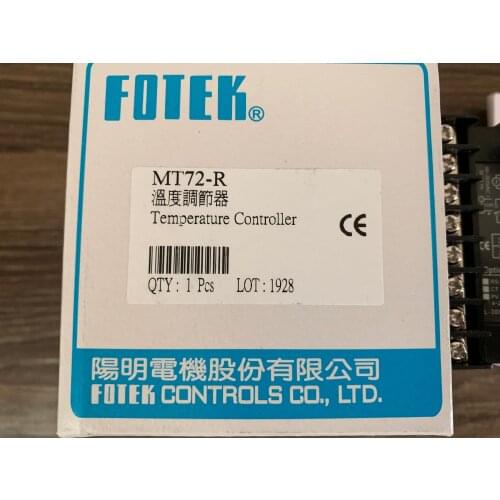 FOTEK®
MT72-R
溫度調節器
Temperature Controller
CE
QTY : 1 Pcs LOT : 1928
陽明電機股份有限公司
FOTEK CONTROLS CO., LTD.